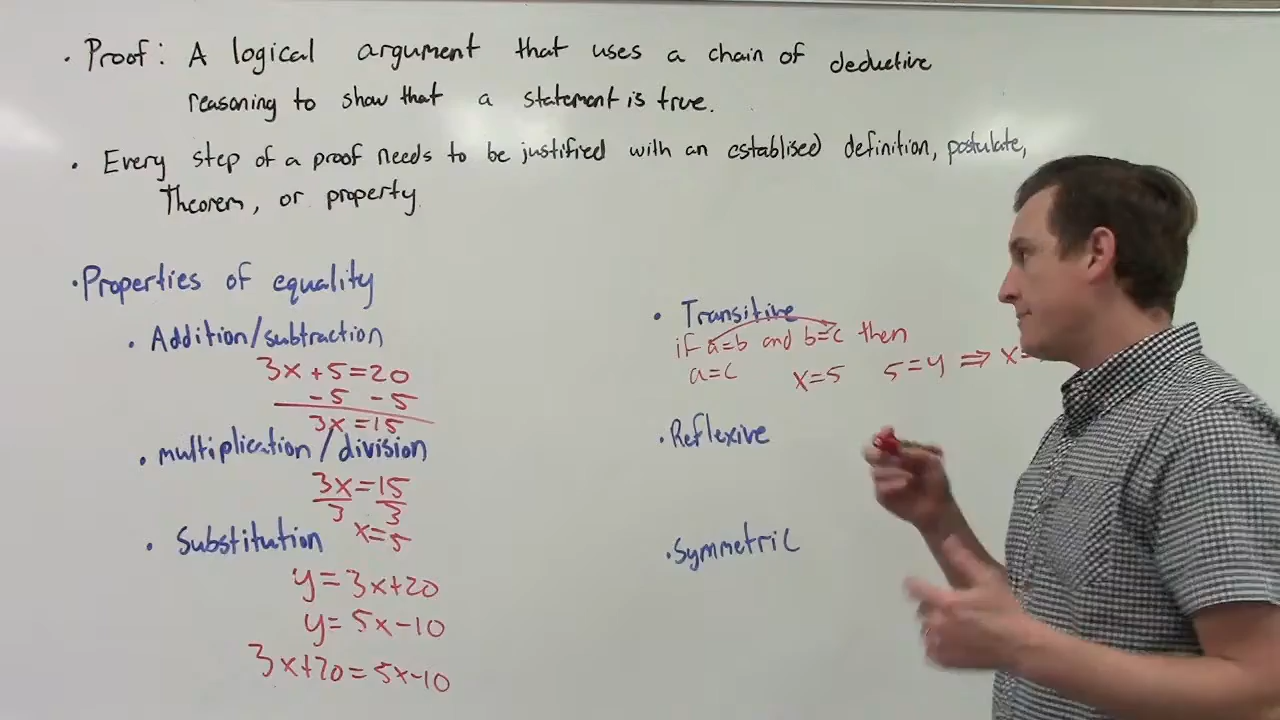 · Proof: A logical argument that uses a chain of deductive
reasoning to show that a statement is true.
· Every step of a proof needs to be justified with an establised definition, postulate,
Theorem, or property.
· Properties of equality
· Addition/subtraction
3x+5=20
-5 -5
3x=15
· multiplication/division
3x=15
3 3
x=5
· Substitution
y=3x+20
y=5x-10
3x+20=5x-10
· Transitive
if a=b and b=c then
a=c x=5 5=y ⇒ x=
· Reflexive
· Symmetric